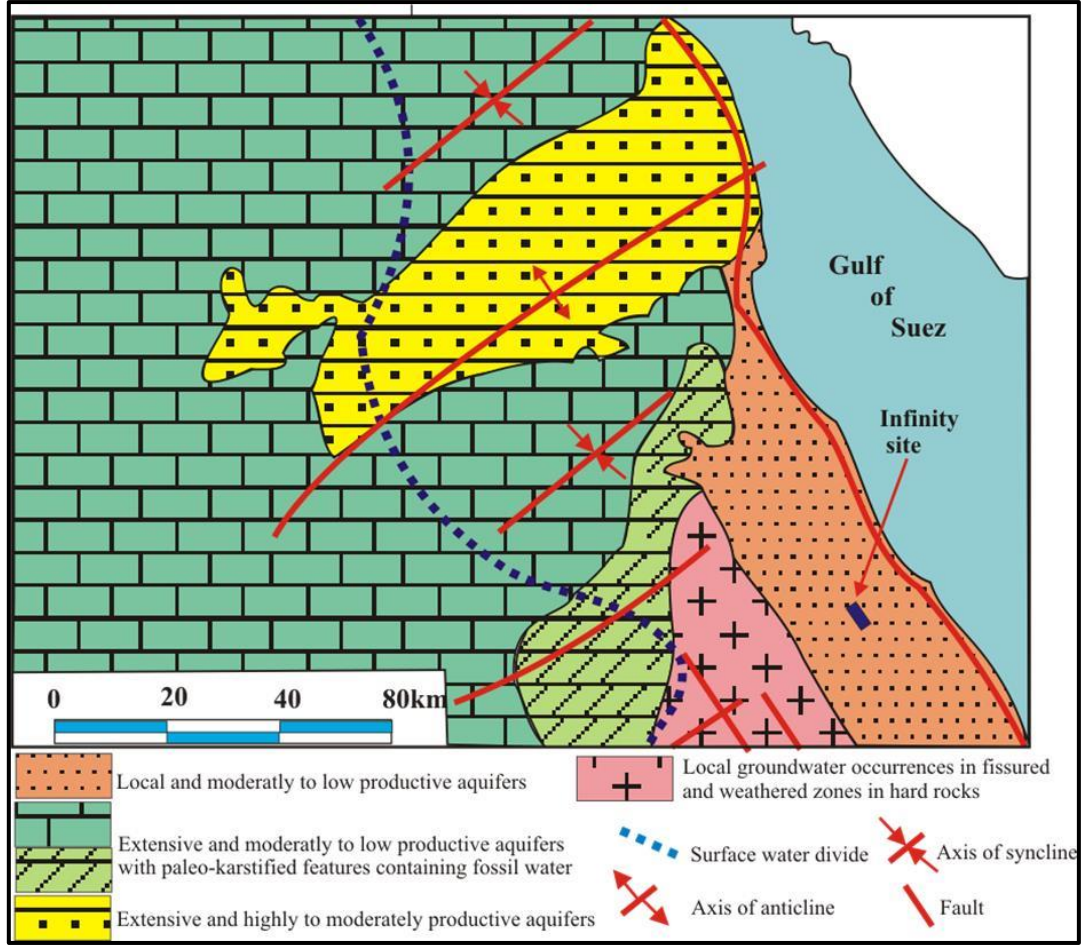 Gulf
of
Suez
Infinity
site
0 20 40 80km
Local and moderatly to low productive aquifers
Extensive and moderatly to low productive aquifers
with paleo-karstified features containing fossil water
Extensive and highly to moderately productive aquifers
Local groundwater occurrences in fissured
and weathered zones in hard rocks
Surface water divide
Axis of syncline
Axis of anticline
Fault